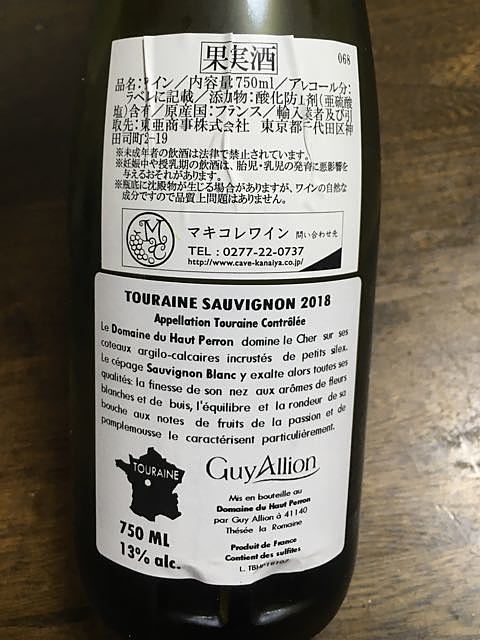 果実酒
068
品名:ワイン/内容量750ml/アルコール分:
ラベルに記載/添加物:酸化防止剤(亜硫酸
塩)含有/原産国:フランス/輸入業者及び引
取先:東亜商事株式会社 東京都千代田区神
田司町2-19
※未成年者の飲酒は法律で禁止されています。
※妊娠中や授乳期の飲酒は、胎児・乳児の発育に悪影響を
与えるおそれがあります。
※瓶底に沈殿物が生じる場合がありますが、ワインの自然な
成分ですので品質上問題はありません。
マキコレワイン 問い合わせ先
TEL:0277-22-0737
http://www.cave-kanaiya.co.jp/
TOURAINE SAUVIGNON 2018
Appellation Touraine Contrôlée
Le Domaine du Haut Perron domine le Cher sur ses
coteaux argilo-calcaires incrustés de petits silex.
Le cépage Sauvignon Blanc y exalte alors toutes ses
qualités: la finesse de son nez aux arômes de fleurs
blanches et de buis, l'équilibre et la rondeur de sa
bouche aux notes de fruits de la passion et de
pamplemousse le caractérisent particulièrement.
TOURAINE
750 ML
13% alc.
Guy Allion
Mis en bouteille au
Domaine du Haut Perron
par Guy Allion à 41140
Thésée la Romaine
Produit de France
Contient des sulfites